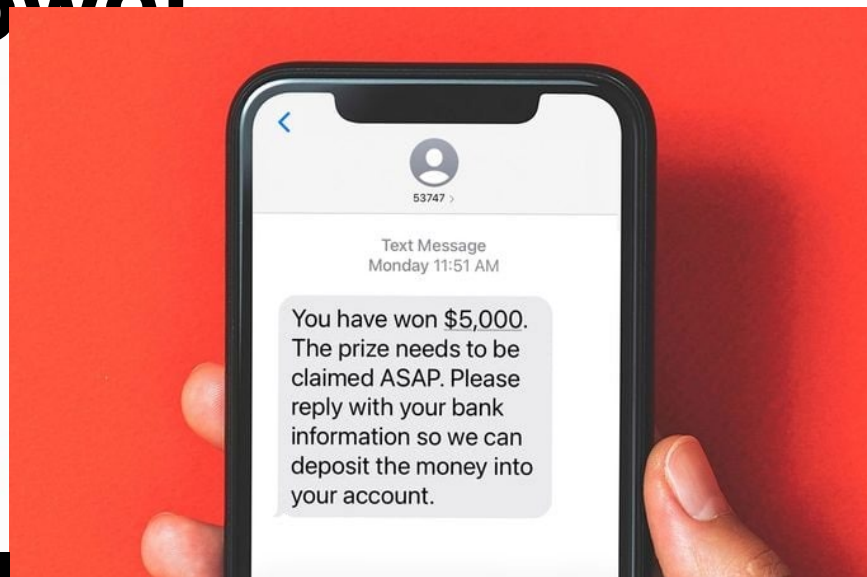 53747 >
Text Message
Monday 11:51 AM
You have won $5,000.
The prize needs to be
claimed ASAP. Please
reply with your bank
information so we can
deposit the money into
your account.